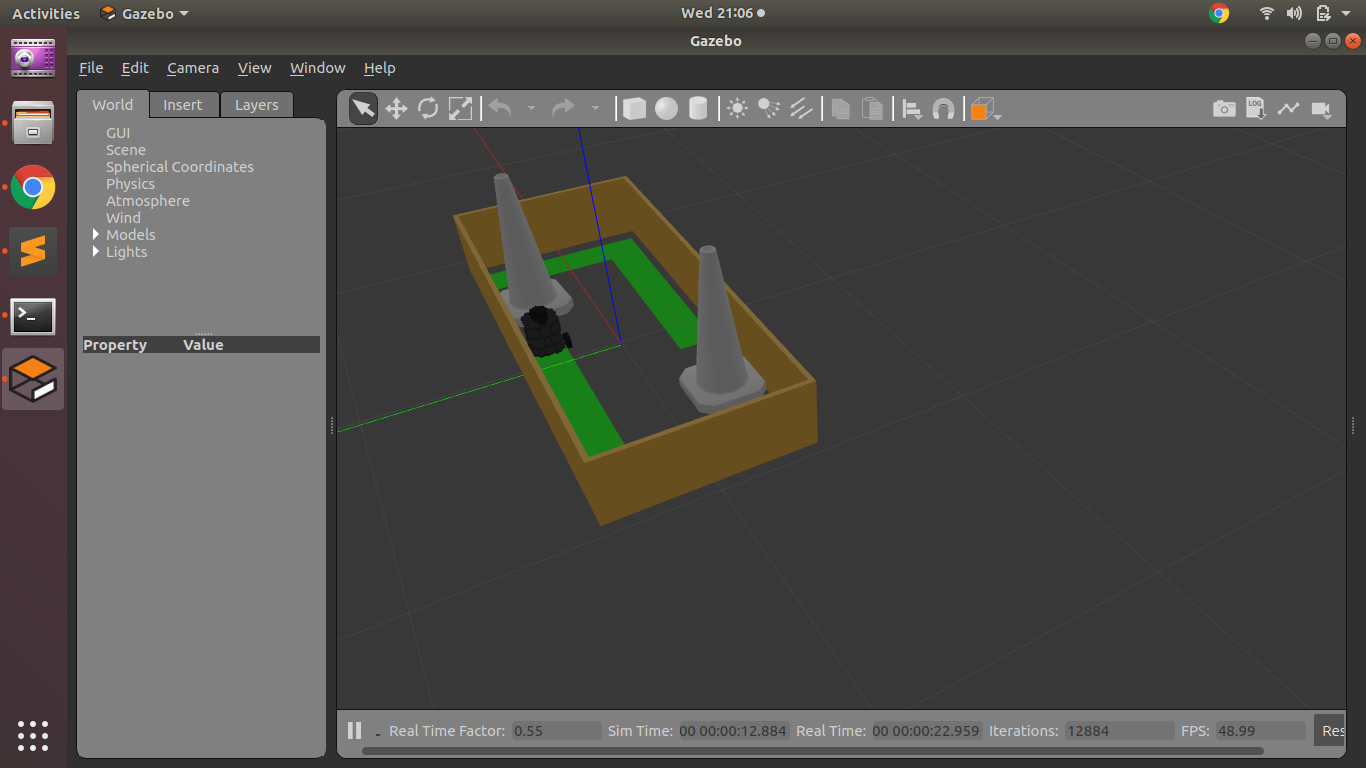 Activities Gazebo Wed 21:06
Gazebo
File Edit Camera View Window Help
World Insert Layers
LOG
GUI
Scene
Spherical Coordinates
Physics
Atmosphere
Wind
Models
Lights
Property Value
Real Time Factor: 0.55 Sim Time: 00 00:00:12.884 Real Time: 00 00:00:22.959 Iterations: 12884 FPS: 48.99 Res